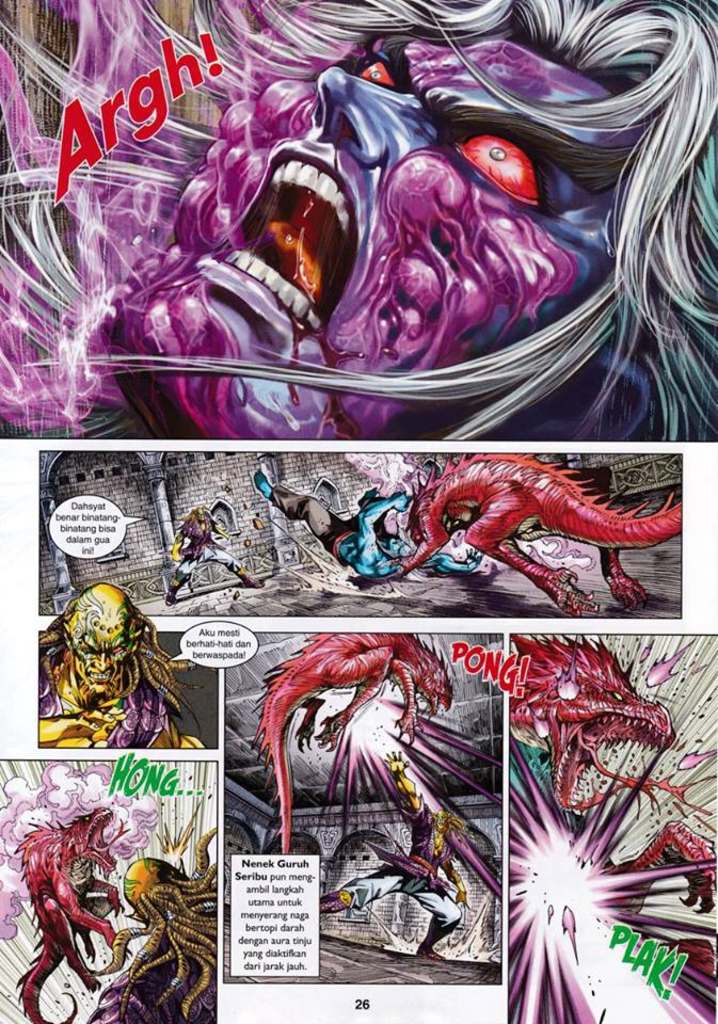 Argh!
Dahsyat
benar binatang-
binatang bisa
dalam gua
ini!
Aku mesti
berhati-hati dan
berwaspada!
HONG...
PONG!
Nenek Guruh
Seribu pun meng-
ambil langkah
utama untuk
menyerang naga
bertopi darah
dengan aura tinju
yang diaktifkan
dari jarak jauh.
PLAK!
26